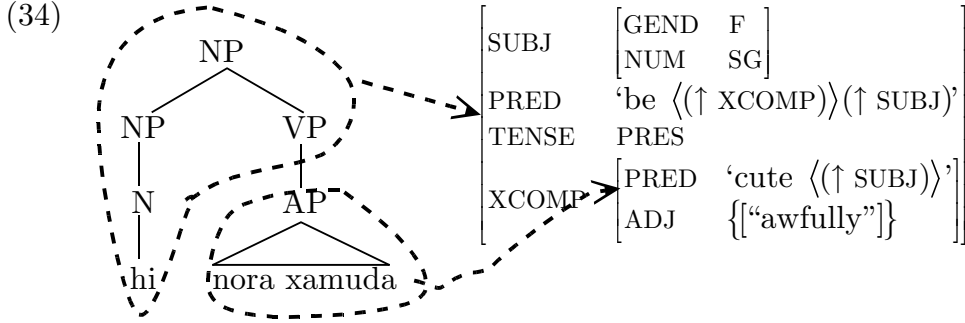 (34)
NP
NP VP
N AP
hi nora xamuda
SUBJ [GEND F
NUM SG]
PRED ‘be ⟨(↑ XCOMP)⟩(↑ SUBJ)’
TENSE PRES
XCOMP [PRED ‘cute ⟨(↑ SUBJ)⟩’
ADJ {[“awfully”]}]